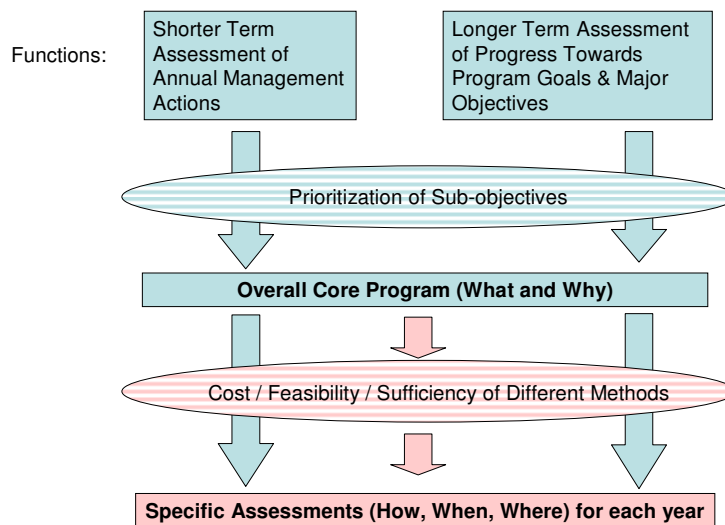 Functions:
Shorter Term
Assessment of
Annual Management
Actions
Longer Term Assessment
of Progress Towards
Program Goals & Major
Objectives
Prioritization of Sub-objectives
Overall Core Program (What and Why)
Cost / Feasibility / Sufficiency of Different Methods
Specific Assessments (How, When, Where) for each year